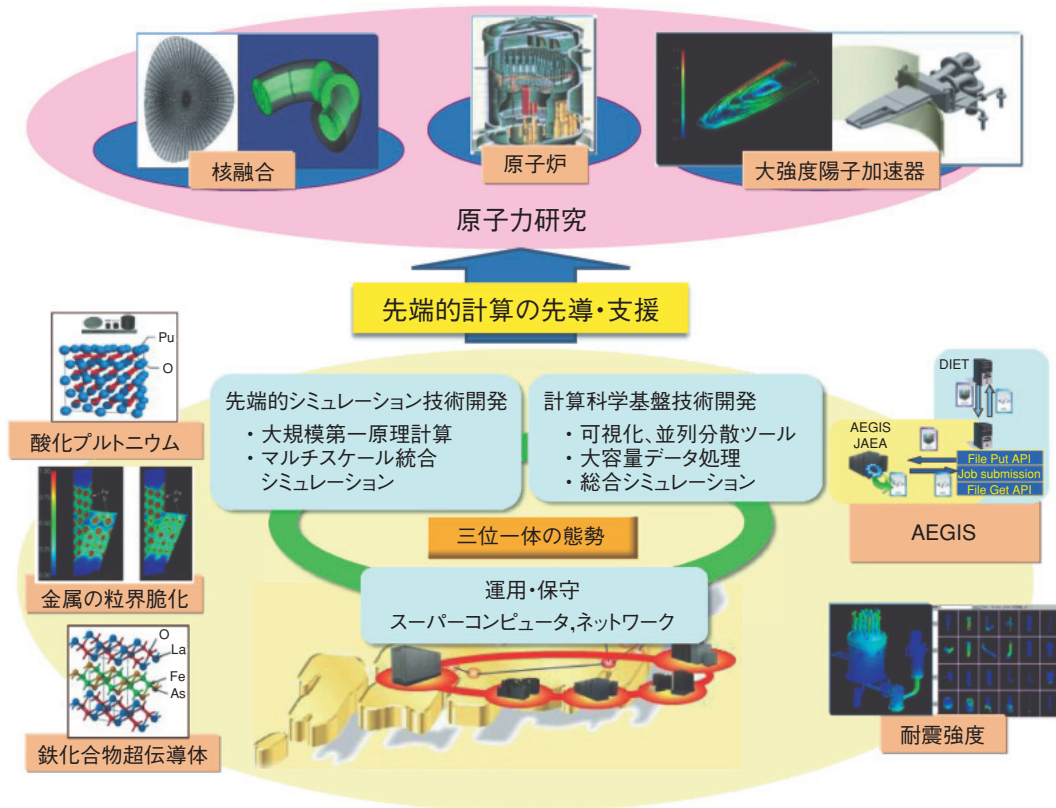 核融合
原子炉
大強度陽子加速器
原子力研究
先端的計算の先導・支援
Pu
O
酸化プルトニウム
金属の粒界脆化
O
La
Fe
As
鉄化合物超伝導体
先端的シミュレーション技術開発
・大規模第一原理計算
・マルチスケール統合
シミュレーション
計算科学基盤技術開発
・可視化、並列分散ツール
・大容量データ処理
・総合シミュレーション
三位一体の態勢
運用・保守
スーパーコンピュータ,ネットワーク
DIET
AEGIS
JAEA
File Put API
Job submission
File Get API
AEGIS
耐震強度